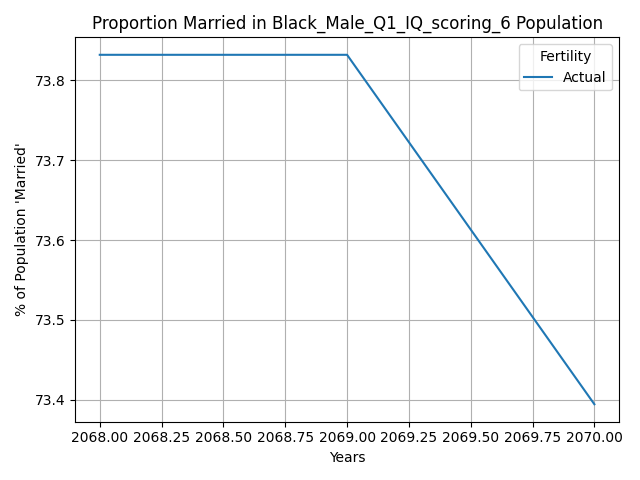 Proportion Married in Black_Male_Q1_IQ_scoring_6 Population
Fertility
Actual
% of Population 'Married'
73.8
73.7
73.6
73.5
73.4
2068.00 2068.25 2068.50 2068.75 2069.00 2069.25 2069.50 2069.75 2070.00
Years